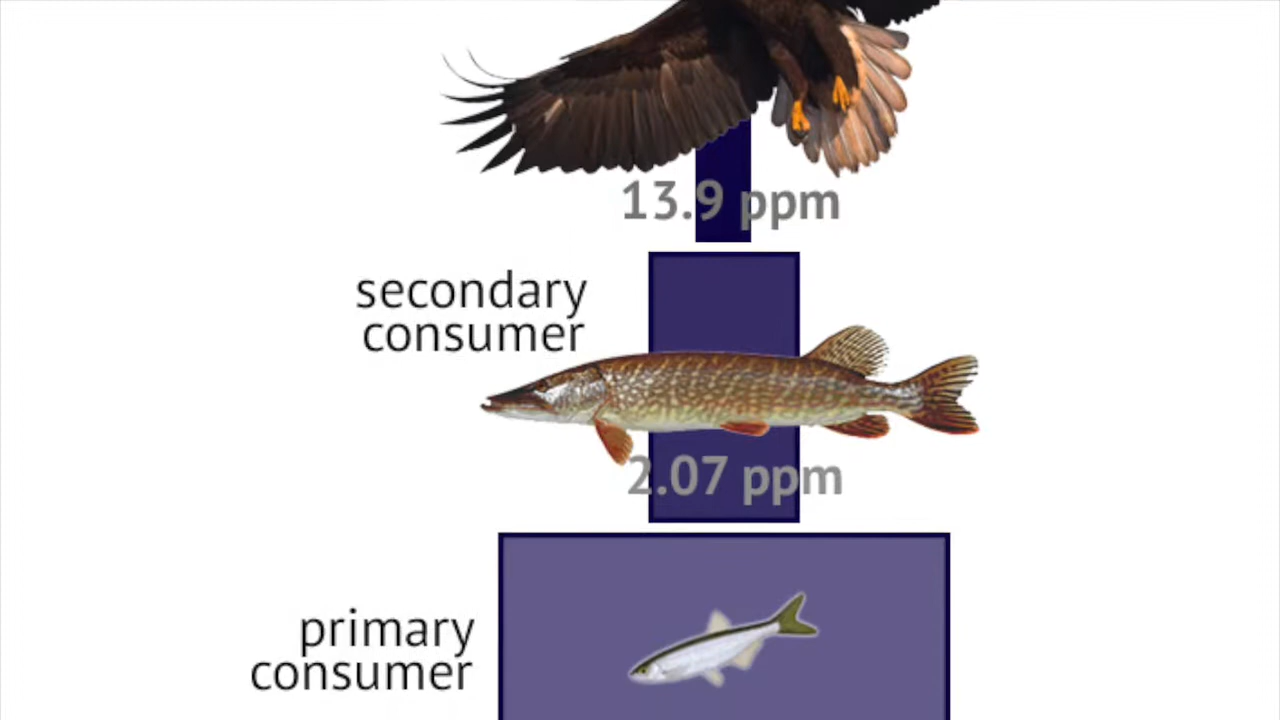 13.9 ppm
secondary
consumer
2.07 ppm
primary
consumer